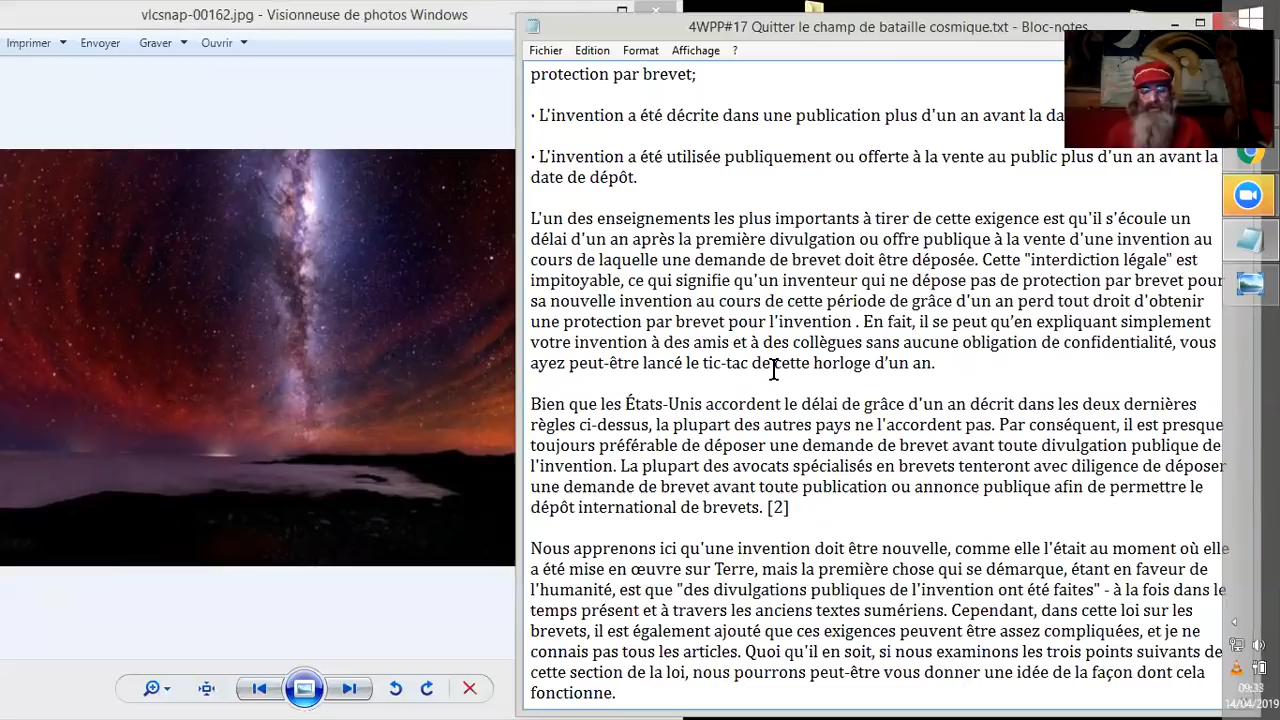 vlcsnap-00162.jpg - Visionneuse de photos Windows
Imprimer
Envoyer
Graver
Ouvrir
4WPP#17 Quitter le champ de bataille cosmique.txt - Bloc-notes
Fichier
Edition
Format
Affichage
?
protection par brevet;
· L'invention a été décrite dans une publication plus d'un an avant la
· L'invention a été utilisée publiquement ou offerte à la vente au public plus d'un an avant la
date de dépôt.
L'un des enseignements les plus importants à tirer de cette exigence est qu'il s'écoule un
délai d'un an après la première divulgation ou offre publique à la vente d'une invention au
cours de laquelle une demande de brevet doit être déposée. Cette "interdiction légale" est
impitoyable, ce qui signifie qu'un inventeur qui ne dépose pas de protection par brevet pour
sa nouvelle invention au cours de cette période de grâce d'un an perd tout droit d'obtenir
une protection par brevet pour l'invention . En fait, il se peut qu’en expliquant simplement
votre invention à des amis et à des collègues sans aucune obligation de confidentialité, vous
ayez peut-être lancé le tic-tac de cette horloge d’un an.
Bien que les États-Unis accordent le délai de grâce d'un an décrit dans les deux dernières
règles ci-dessus, la plupart des autres pays ne l'accordent pas. Par conséquent, il est presque
toujours préférable de déposer une demande de brevet avant toute divulgation publique de
l'invention. La plupart des avocats spécialisés en brevets tenteront avec diligence de déposer
une demande de brevet avant toute publication ou annonce publique afin de permettre le
dépôt international de brevets. [2]
Nous apprenons ici qu'une invention doit être nouvelle, comme elle l'était au moment où elle
a été mise en œuvre sur Terre, mais la première chose qui se démarque, étant en faveur de
l'humanité, est que "des divulgations publiques de l'invention ont été faites" - à la fois dans le
temps présent et à travers les anciens textes sumériens. Cependant, dans cette loi sur les
brevets, il est également ajouté que ces exigences peuvent être assez compliquées, et je ne
connais pas tous les articles. Quoi qu'il en soit, si nous examinons les trois points suivants de
cette section de la loi, nous pourrons peut-être vous donner une idée de la façon dont cela
fonctionne.
09:33
14/04/2019